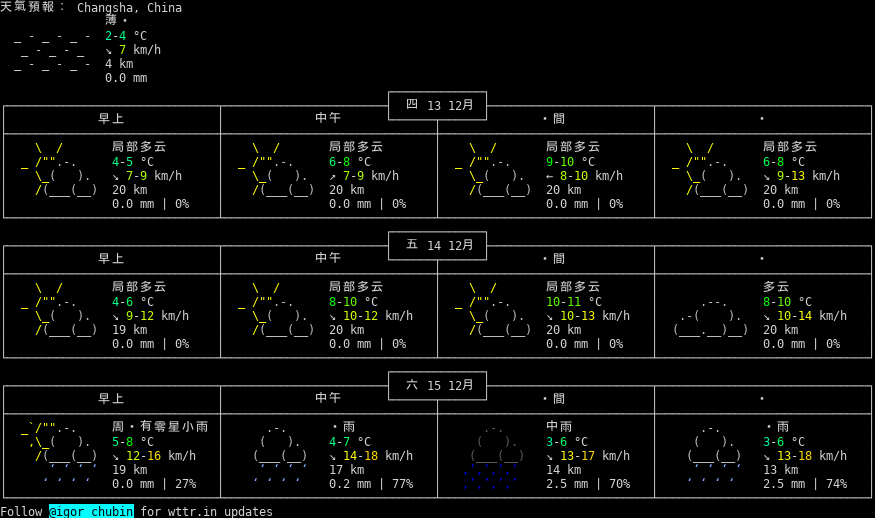 天氣預報： Changsha, China
薄・
2-4 °C
↘ 7 km/h
4 km
0.0 mm
四 13 12月
早上 中午 ・間 ・
局部多云 局部多云 局部多云 局部多云
4-5 °C 6-8 °C 9-10 °C 6-8 °C
↘ 7-9 km/h ↗ 7-9 km/h ← 8-10 km/h ↘ 9-13 km/h
20 km 20 km 20 km 20 km
0.0 mm | 0% 0.0 mm | 0% 0.0 mm | 0% 0.0 mm | 0%
五 14 12月
早上 中午 ・間 ・
局部多云 局部多云 局部多云 多云
4-6 °C 8-10 °C 10-11 °C 8-10 °C
↘ 9-12 km/h ↘ 10-12 km/h ↘ 10-13 km/h ↘ 10-14 km/h
19 km 20 km 20 km 20 km
0.0 mm | 0% 0.0 mm | 0% 0.0 mm | 0% 0.0 mm | 0%
六 15 12月
早上 中午 ・間 ・
周・有零星小雨 ・雨 中雨 ・雨
5-8 °C 4-7 °C 3-6 °C 3-6 °C
↘ 12-16 km/h ↘ 14-18 km/h ↘ 13-17 km/h ↘ 13-18 km/h
19 km 17 km 14 km 13 km
0.0 mm | 27% 0.2 mm | 77% 2.5 mm | 70% 2.5 mm | 74%
Follow @igor_chubin for wttr.in updates